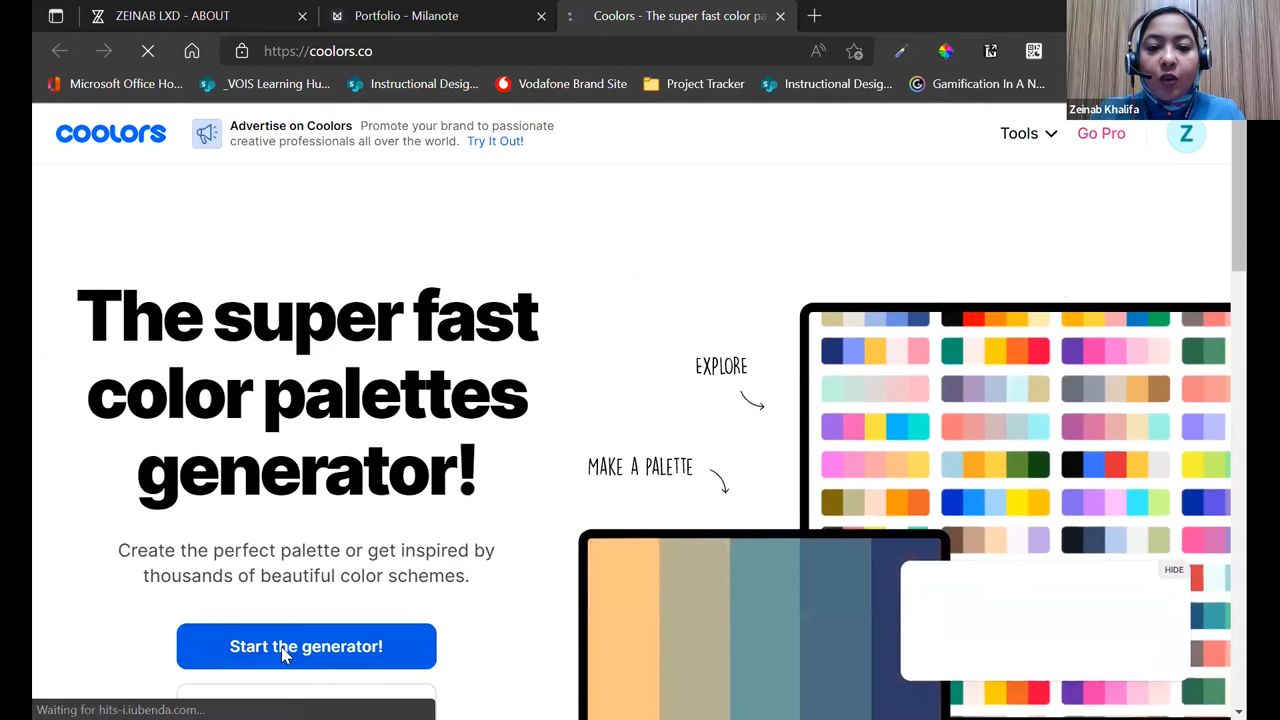 ZEINAB LXD - ABOUT
Portfolio - Milanote
Coolors - The super fast color pa
https://coolors.co
Microsoft Office Ho...
_VOIS Learning Hu...
Instructional Desig...
Vodafone Brand Site
Project Tracker
Instructional Desig...
Gamification In A N...
Zeinab Khalifa
coolors
Advertise on Coolors Promote your brand to passionate
creative professionals all over the world. Try It Out!
Tools
Go Pro
Z
The super fast
color palettes
generator!
EXPLORE
MAKE A PALETTE
Create the perfect palette or get inspired by
thousands of beautiful color schemes.
HIDE
Start the generator!
Waiting for hits-i.iubenda.com...